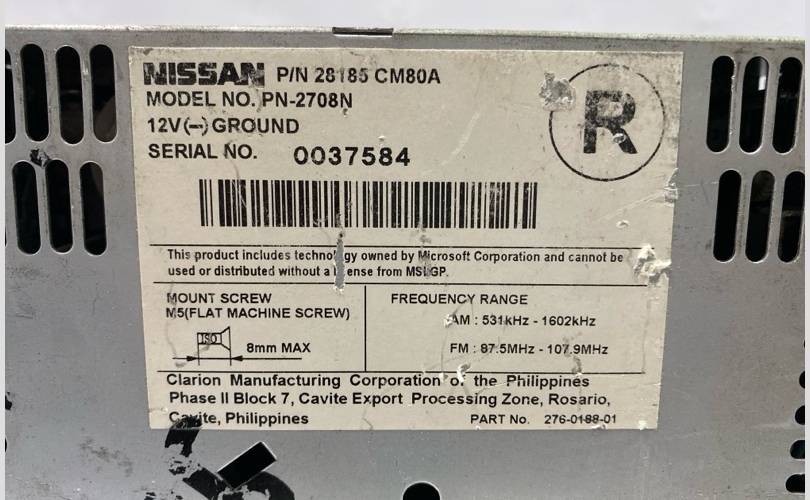 NISSAN P/N 28185 CM80A
MODEL NO. PN-2708N
12V(-) GROUND
SERIAL NO. 0037584
R
This product includes technology owned by Microsoft Corporation and cannot be
used or distributed without a license from MSLGP.
MOUNT SCREW
M5(FLAT MACHINE SCREW)
ISO
8mm MAX
FREQUENCY RANGE
AM : 531kHz - 1602kHz
FM : 87.5MHz - 107.9MHz
Clarion Manufacturing Corporation of the Philippines
Phase II Block 7, Cavite Export Processing Zone, Rosario,
Cavite, Philippines
PART No. 276-0188-01